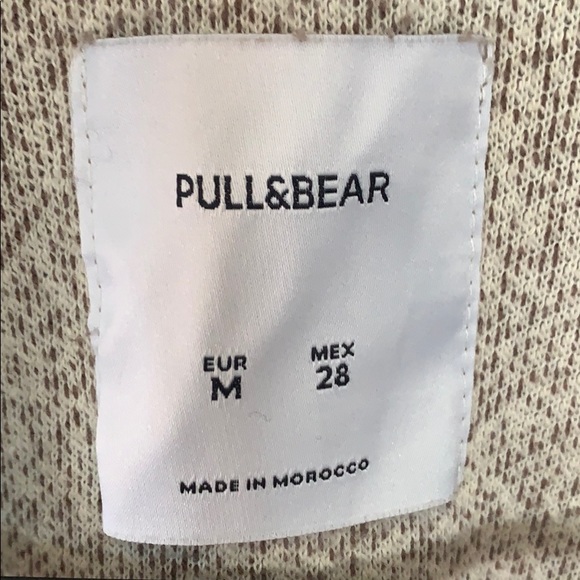 PULL&BEAR
EUR MEX
M 28
MADE IN MOROCCO